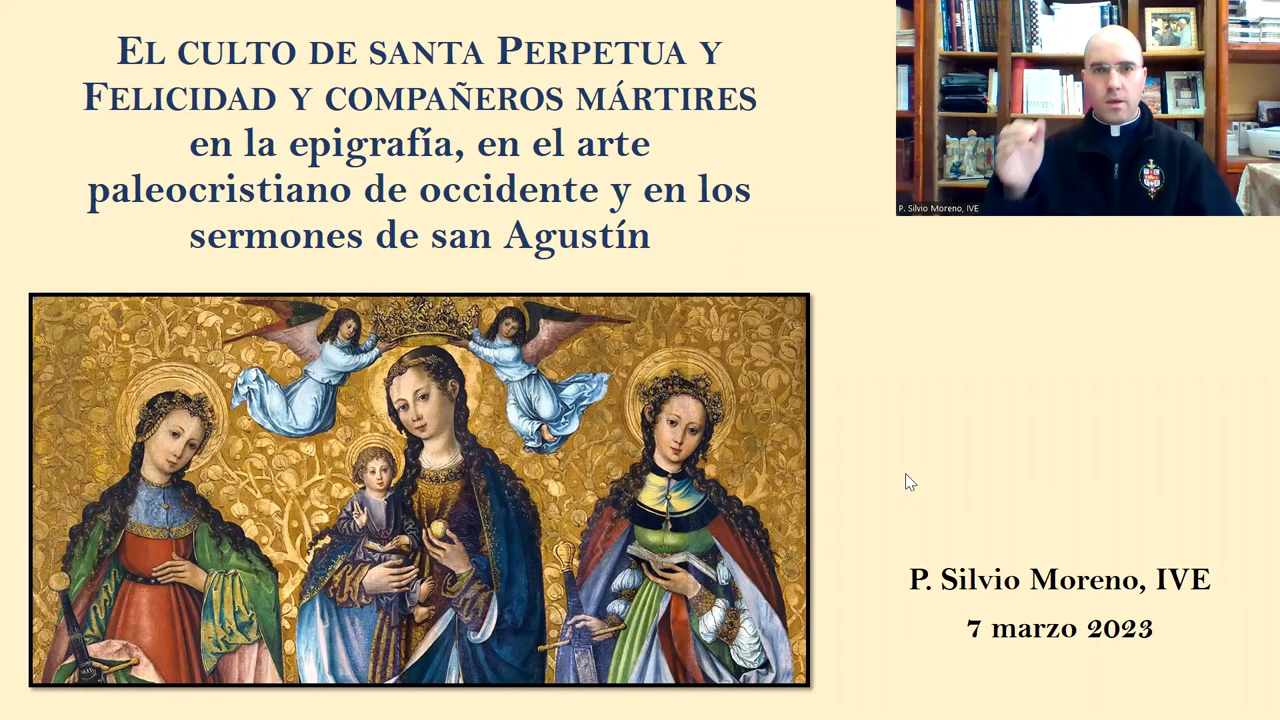 El culto de santa Perpetua y
Felicidad y compañeros mártires
en la epigrafía, en el arte
paleocristiano de occidente y en los
sermones de san Agustín
P. Silvio Moreno, IVE
P. Silvio Moreno, IVE
7 marzo 2023